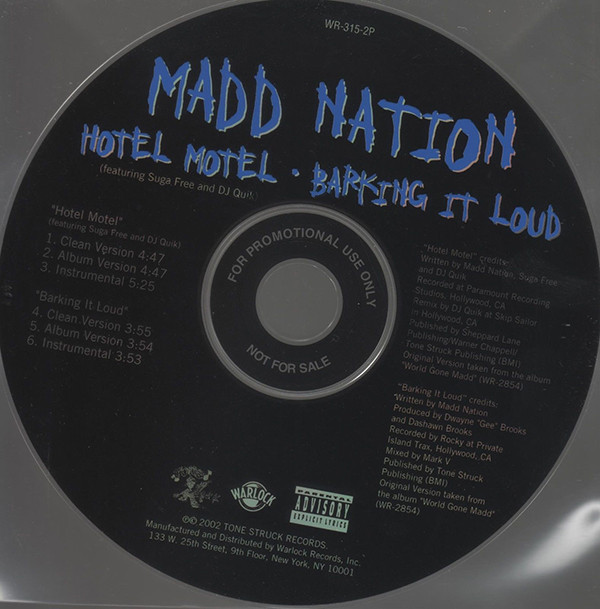 WR-315-2P
MADD NATION
HOTEL MOTEL · BARKING IT LOUD
(featuring Suga Free and DJ Quik)
"Hotel Motel"
(featuring Suga Free and DJ Quik)
1. Clean Version 4:47
2. Album Version 4:47
3. Instrumental 5:25
"Barking It Loud"
4. Clean Version 3:55
5. Album Version 3:54
6. Instrumental 3:53
FOR PROMOTIONAL USE ONLY
NOT FOR SALE
"Hotel Motel" credits:
Written by Madd Nation, Suga Free
and DJ Quik
Recorded at Paramount Recording
Studios, Hollywood, CA
Remix by DJ Quik at Skip Sailor
in Hollywood, CA
Published by Sheppard Lane
Publishing/Warner Chappell/
Tone Struck Publishing (BMI)
Original Version taken from the album
"World Gone Madd" (WR-2854)
"Barking It Loud" credits:
"Written by Madd Nation
Produced by Dwayne "Gee" Brooks
and Dashawn Brooks
Recorded by Rocky at Private
Island Trax, Hollywood, CA
Mixed by Mark V
Published by Tone Struck
Publishing (BMI)
Original Version taken from
the album "World Gone Madd"
(WR-2854)
WARLOCK
PARENTAL
ADVISORY
EXPLICIT LYRICS
℗© 2002 TONE STRUCK RECORDS.
Manufactured and Distributed by Warlock Records, Inc.
133 W. 25th Street, 9th Floor, New York, NY 10001